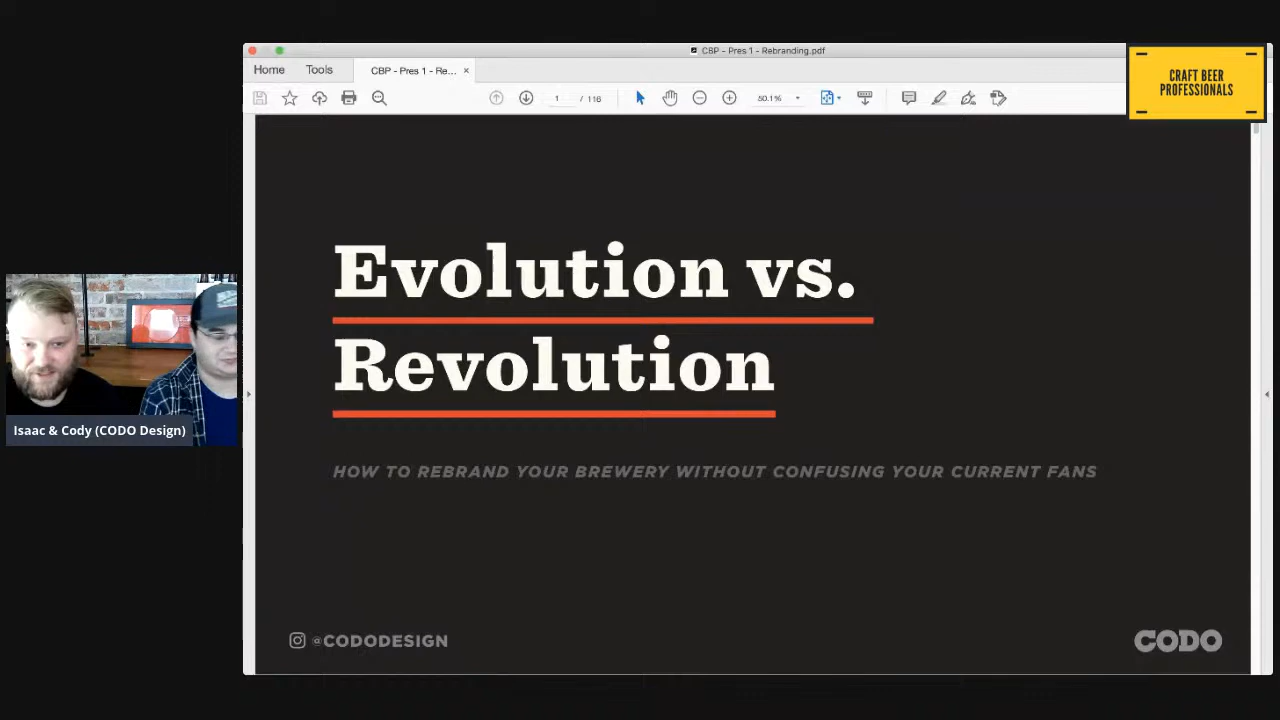 CBP - Pres 1 - Rebranding.pdf
Home
Tools
CBP - Pres 1 - Re...
1 / 116
50.1%
CRAFT BEER
PROFESSIONALS
Evolution vs.
Revolution
HOW TO REBRAND YOUR BREWERY WITHOUT CONFUSING YOUR CURRENT FANS
Isaac & Cody (CODO Design)
@CODODESIGN
CODO